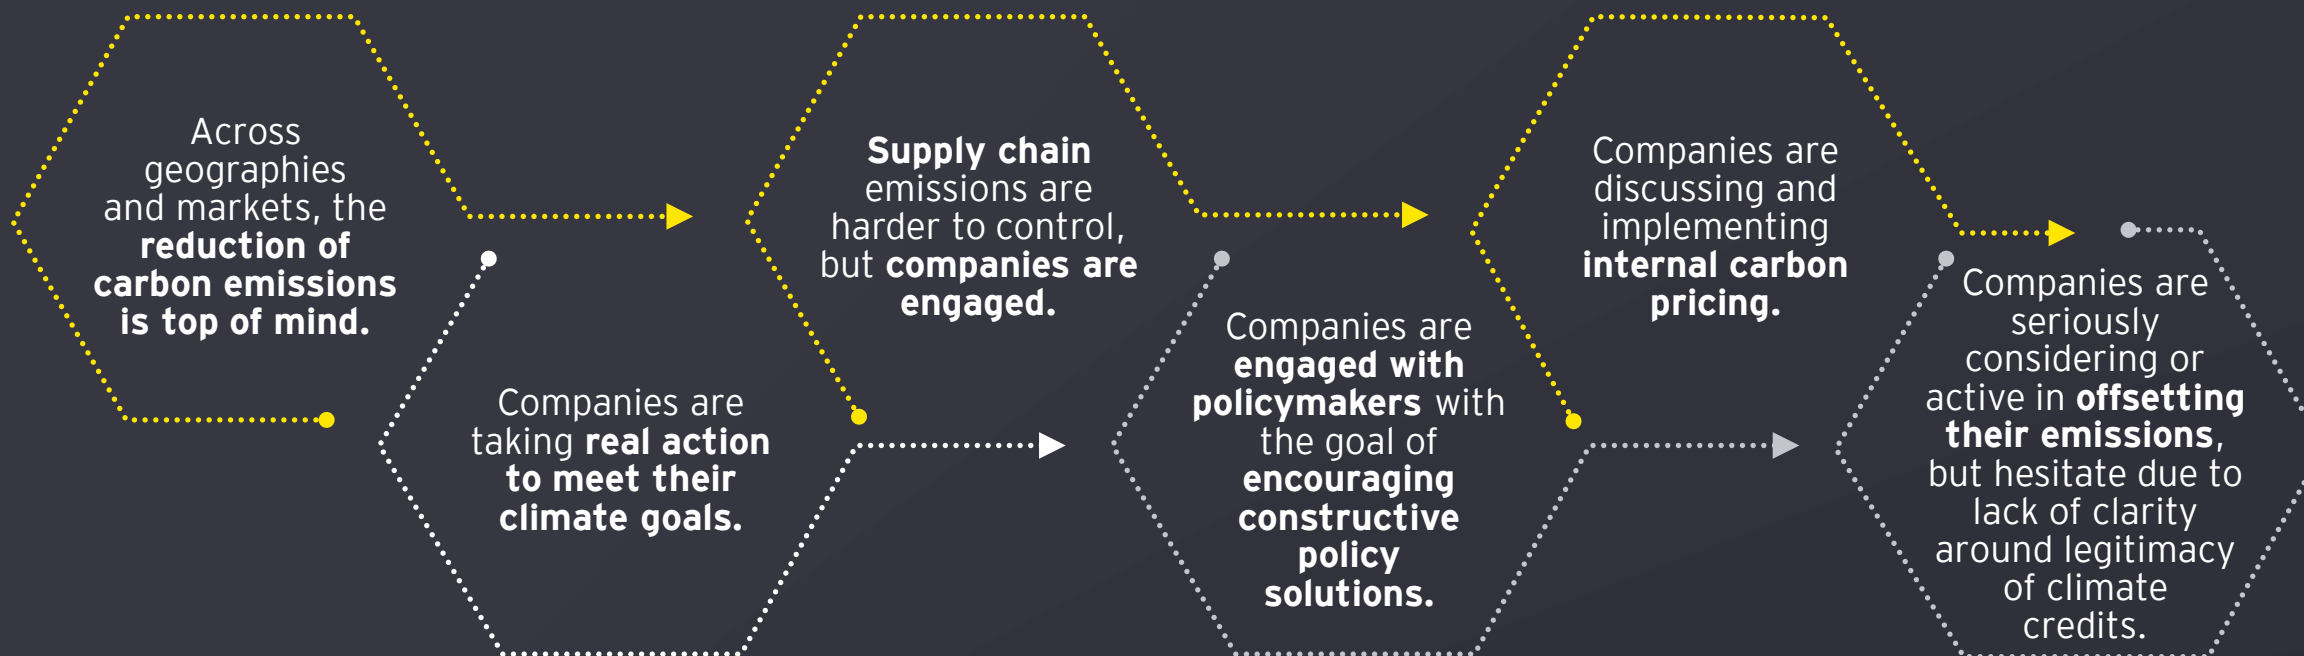 Across
geographies
and markets, the
reduction of
carbon emissions
is top of mind.
Companies are
taking real action
to meet their
climate goals.
Supply chain
emissions are
harder to control,
but companies are
engaged.
Companies are
engaged with
policymakers with
the goal of
encouraging
constructive
policy
solutions.
Companies are
discussing and
implementing
internal carbon
pricing.
Companies are
seriously
considering or
active in offsetting
their emissions,
but hesitate due to
lack of clarity
around legitimacy
of climate
credits.